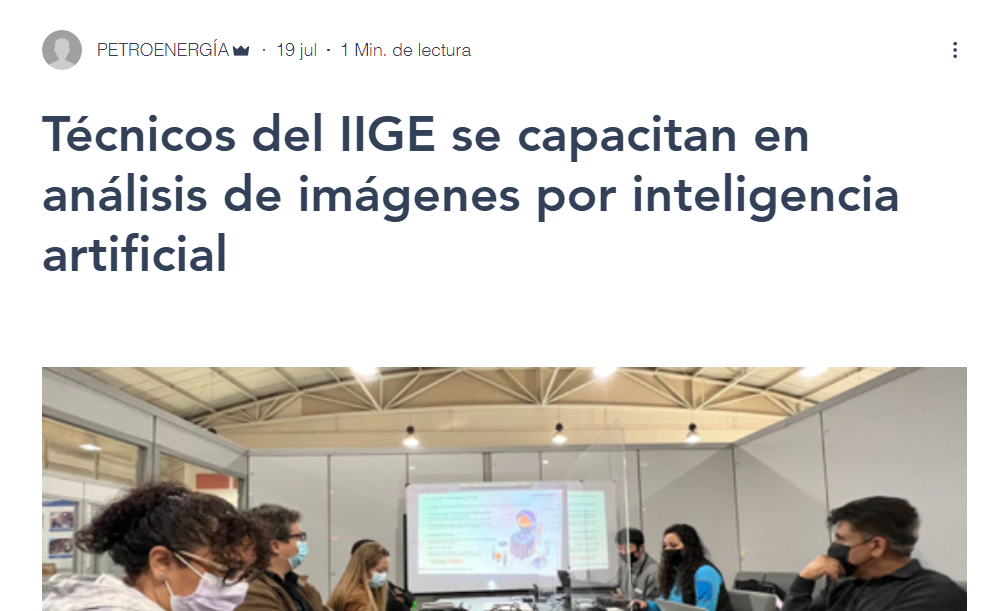 PETROENERGÍA · 19 jul · 1 Min. de lectura
Técnicos del IIGE se capacitan en
análisis de imágenes por inteligencia
artificial